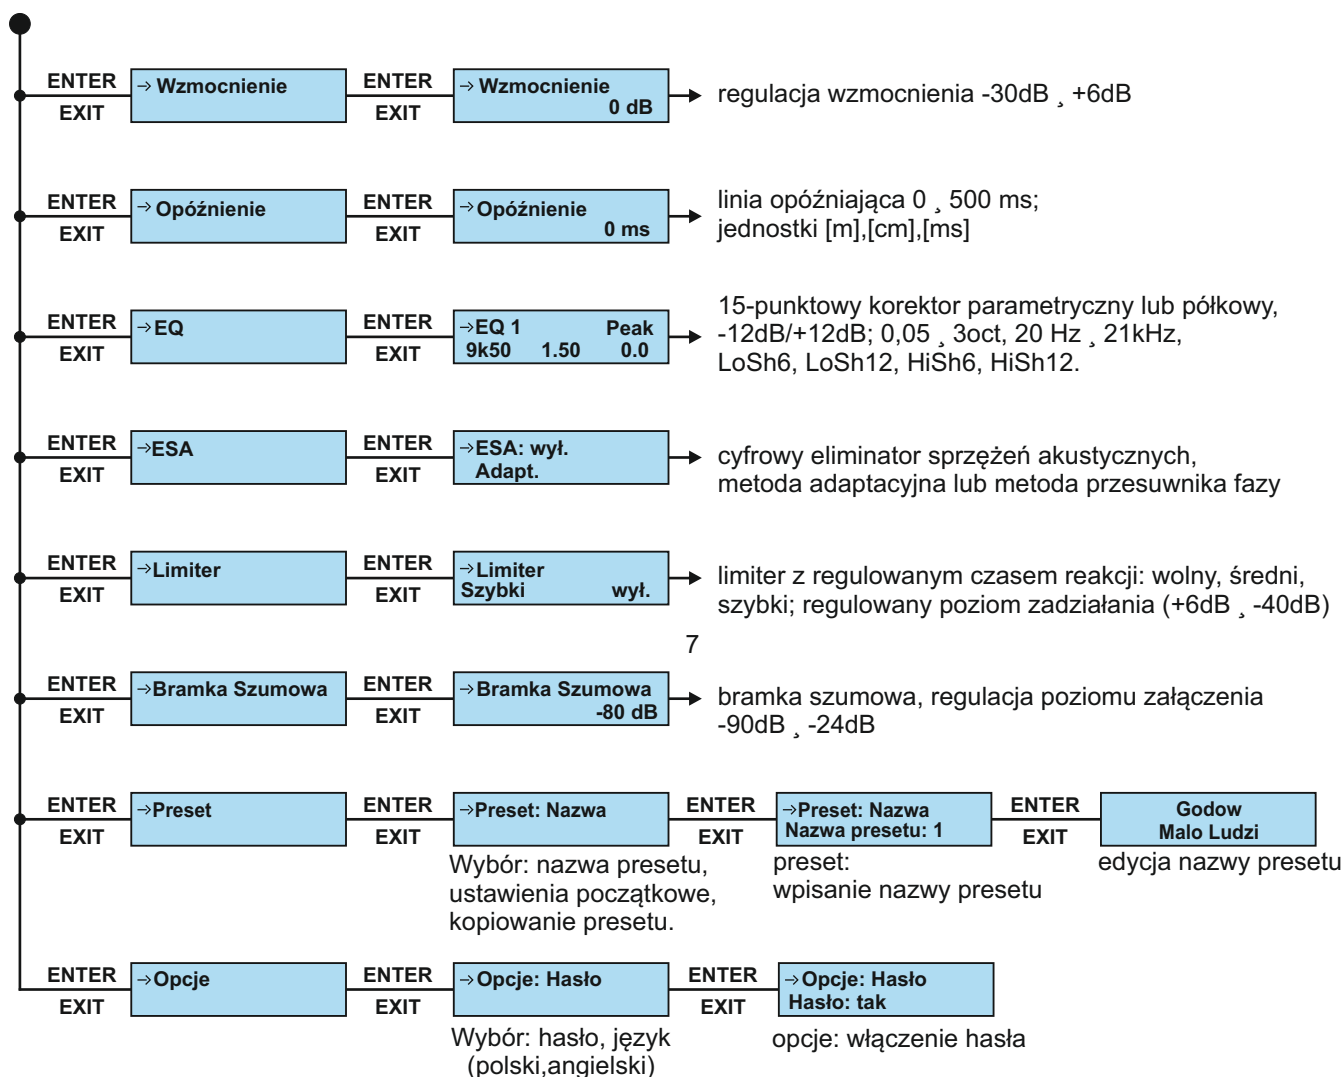 ENTER
EXIT
→ Wzmocnienie
ENTER
EXIT
→ Wzmocnienie
0 dB
regulacja wzmocnienia -30dB ¸ +6dB
ENTER
EXIT
→ Opóźnienie
ENTER
EXIT
→Opóźnienie
0 ms
linia opóźniająca 0 ¸ 500 ms;
jednostki [m],[cm],[ms]
ENTER
EXIT
→EQ
ENTER
EXIT
→EQ 1 Peak
9k50 1.50 0.0
15-punktowy korektor parametryczny lub półkowy,
-12dB/+12dB; 0,05 ¸ 3oct, 20 Hz ¸ 21kHz,
LoSh6, LoSh12, HiSh6, HiSh12.
ENTER
EXIT
→ESA
ENTER
EXIT
→ESA: wył.
Adapt.
cyfrowy eliminator sprzężeń akustycznych,
metoda adaptacyjna lub metoda przesuwnika fazy
ENTER
EXIT
→Limiter
ENTER
EXIT
→Limiter
Szybki wył.
limiter z regulowanym czasem reakcji: wolny, średni,
szybki; regulowany poziom zadziałania (+6dB ¸ -40dB)
7
ENTER
EXIT
→Bramka Szumowa
ENTER
EXIT
→Bramka Szumowa
-80 dB
bramka szumowa, regulacja poziomu załączenia
-90dB ¸ -24dB
ENTER
EXIT
→Preset
ENTER
EXIT
→Preset: Nazwa
Wybór: nazwa presetu,
ustawienia początkowe,
kopiowanie presetu.
ENTER
EXIT
→Preset: Nazwa
Nazwa presetu: 1
preset:
wpisanie nazwy presetu
ENTER
EXIT
Godow
Malo Ludzi
edycja nazwy presetu
ENTER
EXIT
→Opcje
ENTER
EXIT
→Opcje: Hasło
Wybór: hasło, język
(polski,angielski)
ENTER
EXIT
→Opcje: Hasło
Hasło: tak
opcje: włączenie hasła